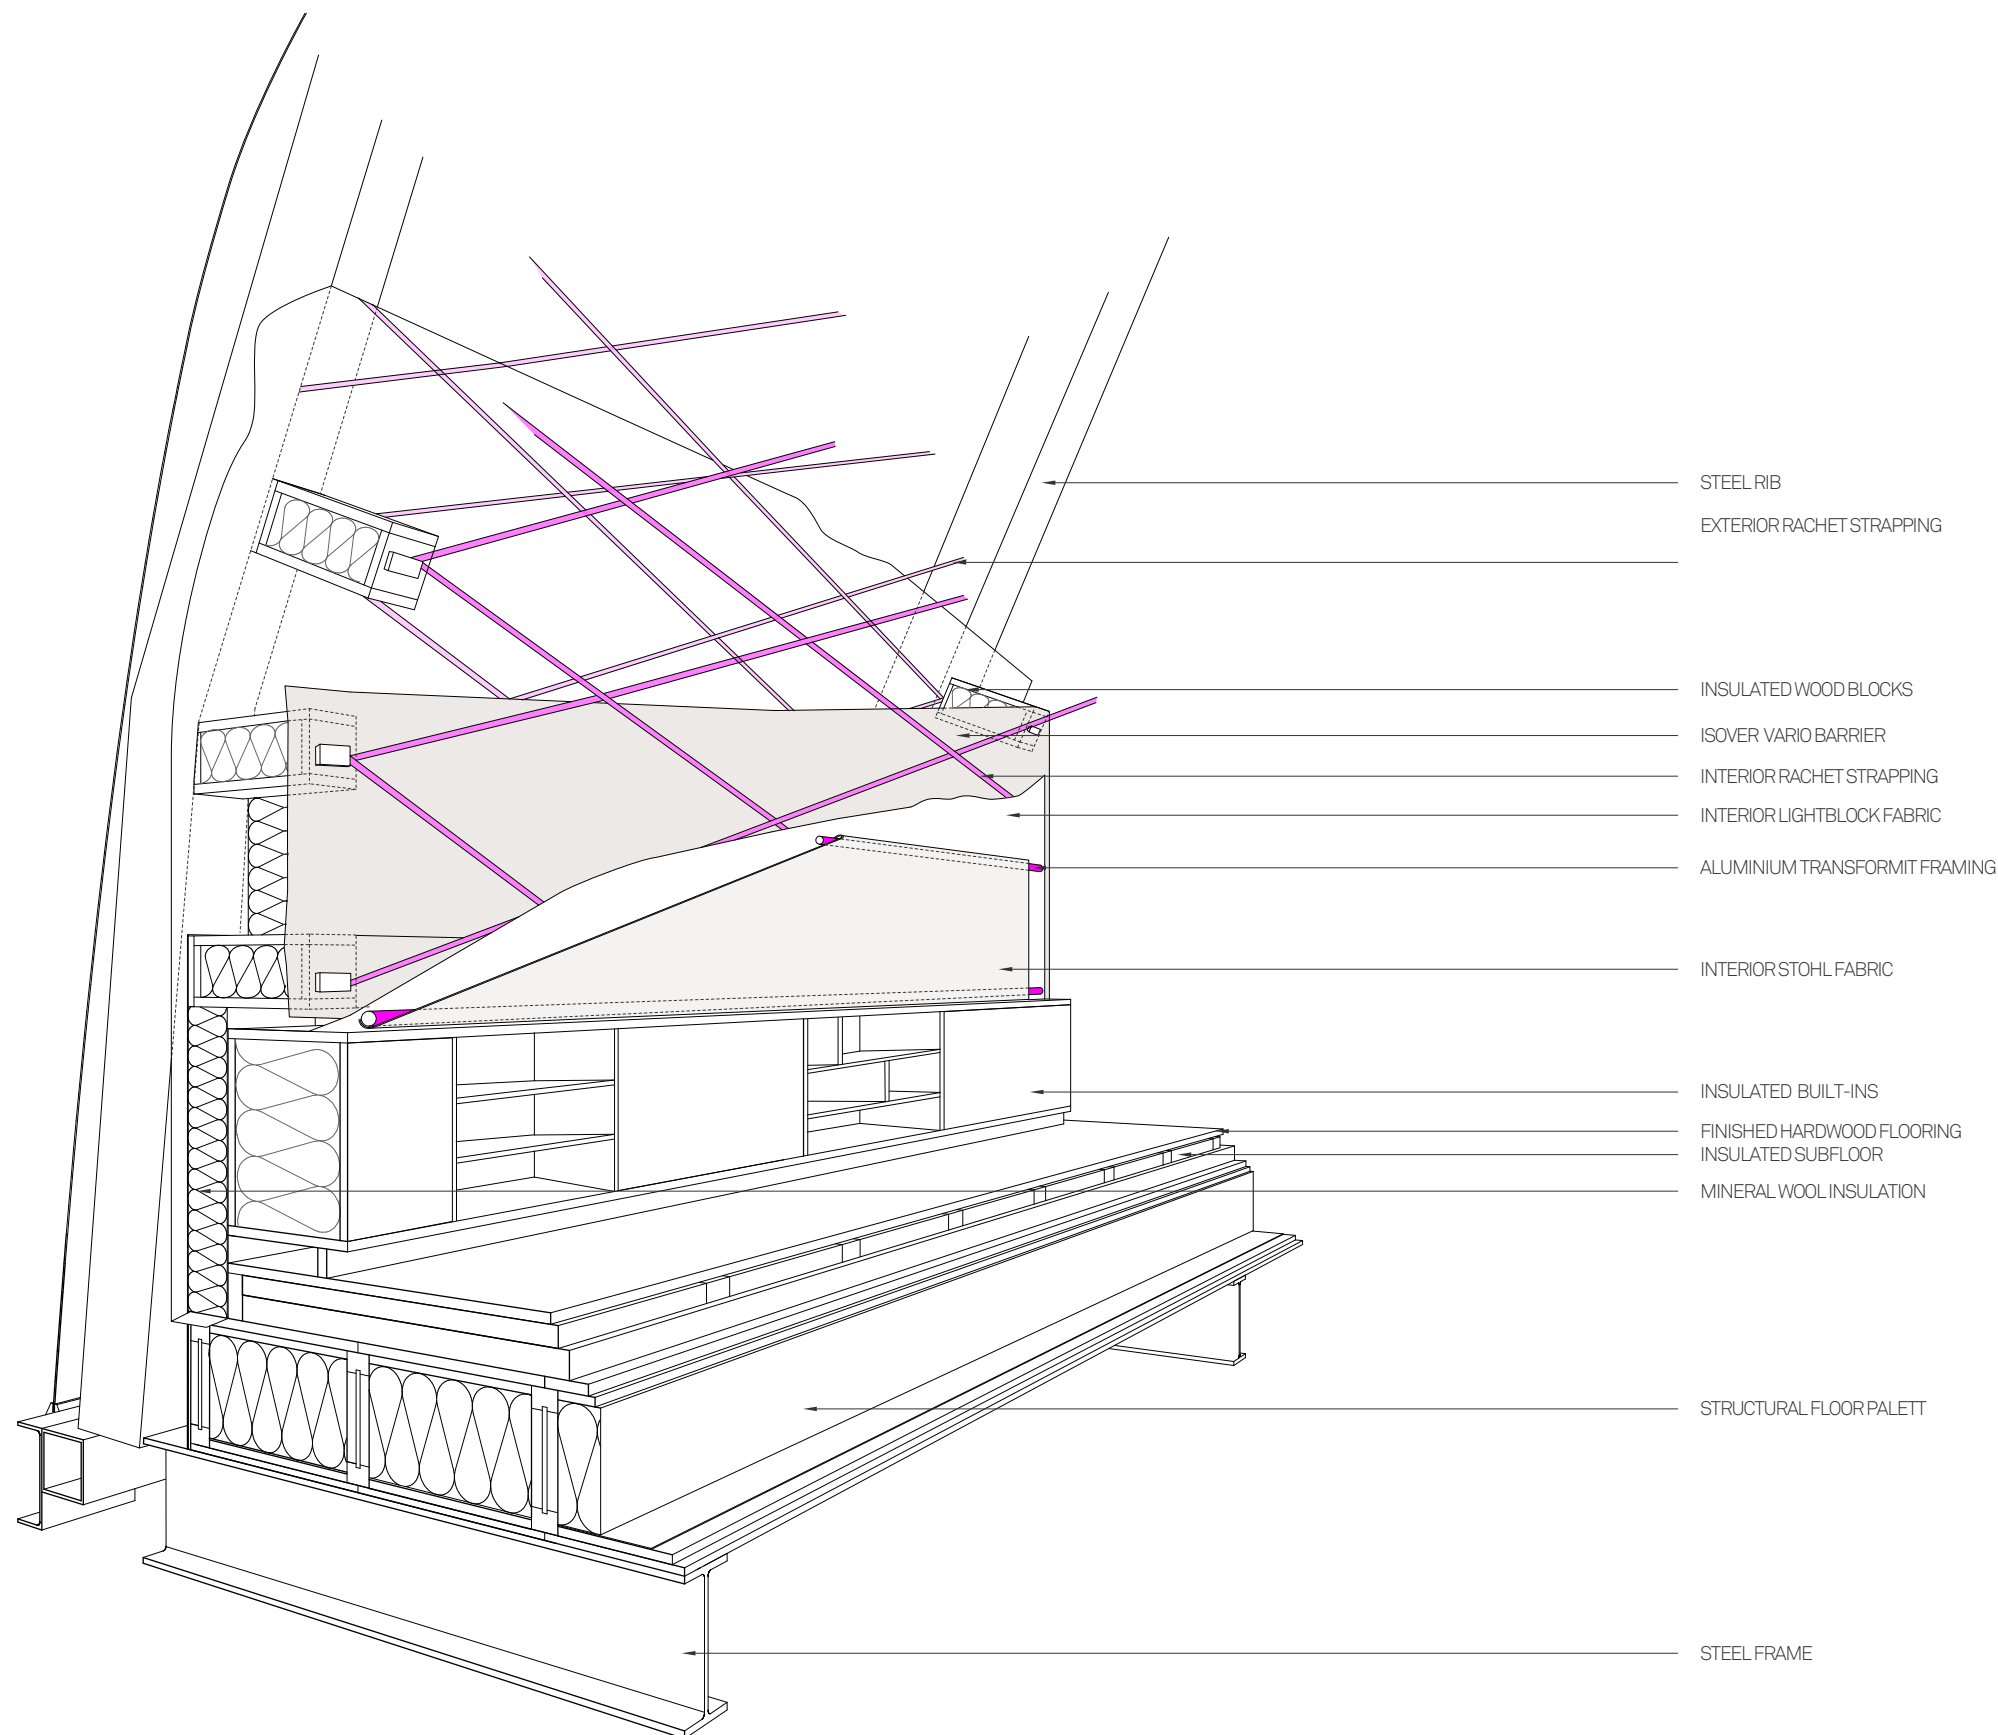 STEEL RIB
EXTERIOR RACHET STRAPPING
INSULATED WOOD BLOCKS
ISOVER VARIO BARRIER
INTERIOR RACHET STRAPPING
INTERIOR LIGHTBLOCK FABRIC
ALUMINIUM TRANSFORMIT FRAMING
INTERIOR STOHL FABRIC
INSULATED BUILT-INS
FINISHED HARDWOOD FLOORING
INSULATED SUBFLOOR
MINERAL WOOL INSULATION
STRUCTURAL FLOOR PALETT
STEEL FRAME